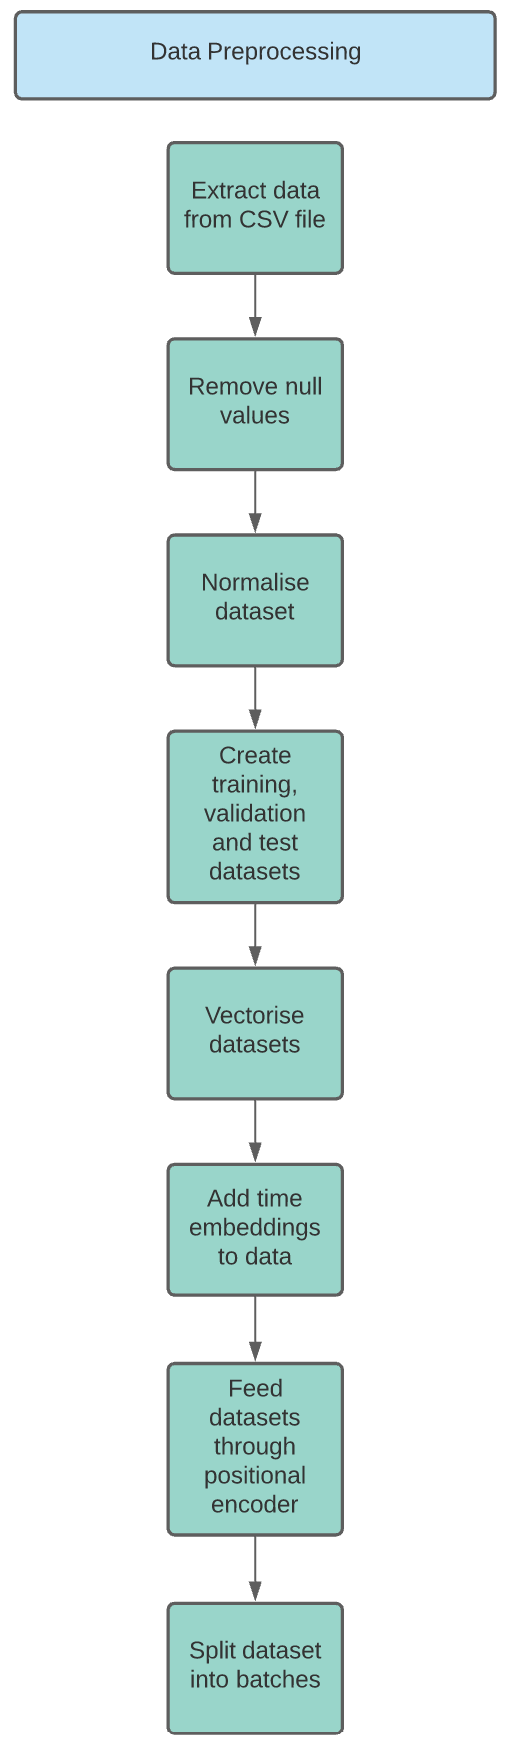 Data Preprocessing
Extract data
from CSV file
Remove null
values
Normalise
dataset
Create
training,
validation
and test
datasets
Vectorise
datasets
Add time
embeddings
to data
Feed
datasets
through
positional
encoder
Split dataset
into batches